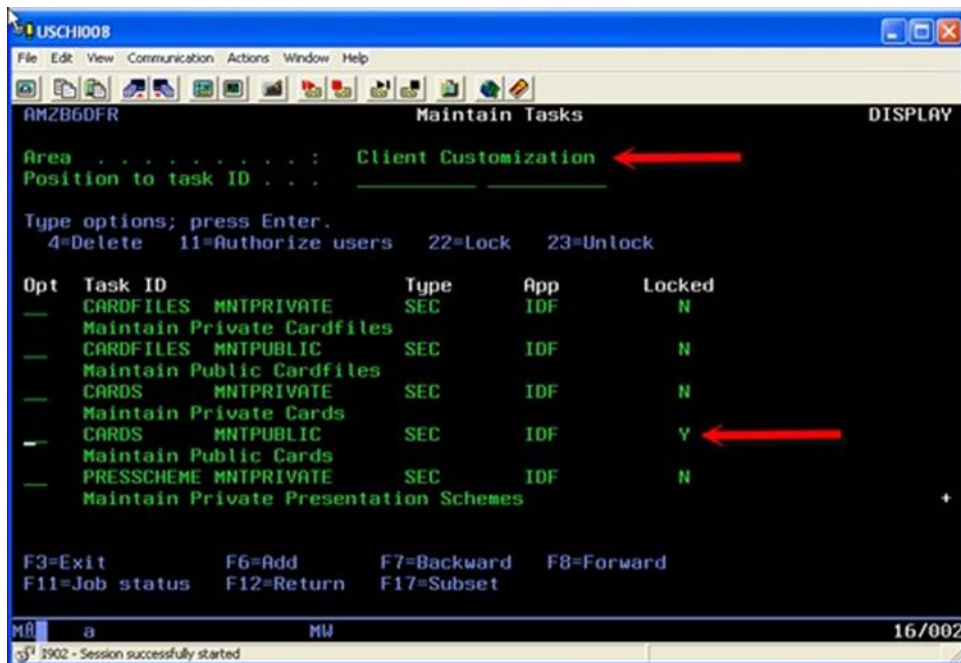 USCHI008
File Edit View Communication Actions Window Help
AMZB6DFR Maintain Tasks DISPLAY
Area . . . . . . . . . . : Client Customization
Position to task ID . . .
Type options; press Enter.
4=Delete 11=Authorize users 22=Lock 23=Unlock
Opt Task ID Type App Locked
CARDFILES MNTPRIVATE SEC IDF N
Maintain Private Cardfiles
CARDFILES MNTPUBLIC SEC IDF N
Maintain Public Cardfiles
CARDS MNTPRIVATE SEC IDF N
Maintain Private Cards
CARDS MNTPUBLIC SEC IDF Y
Maintain Public Cards
PRESSCHEME MNTPRIVATE SEC IDF N
Maintain Private Presentation Schemes +
F3=Exit F6=Add F7=Backward F8=Forward
F11=Job status F12=Return F17=Subset
MA a MW 16/002
I902 - Session successfully started